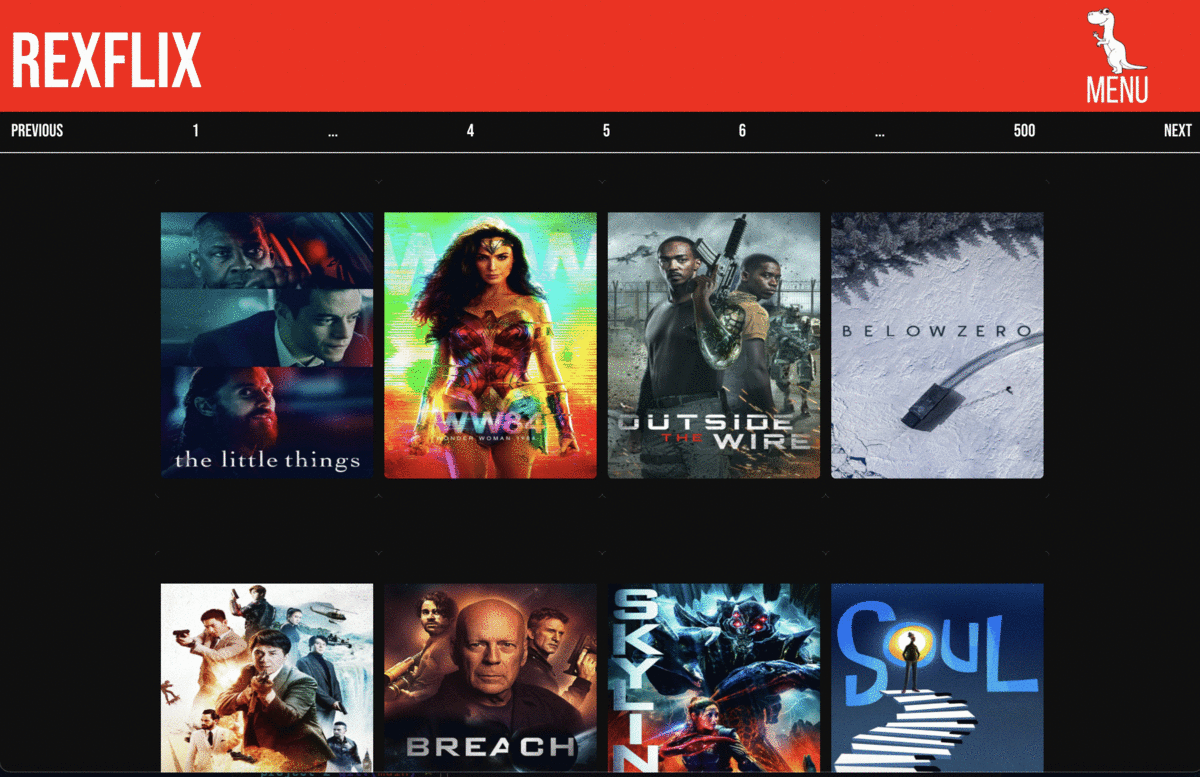 REXFLIX
MENU
PREVIOUS 1 ... 4 5 6 ... 500 NEXT
the little things
WW84
WONDER WOMAN 1984
OUTSIDE
THE WIRE
BELOWZERO
BREACH
SKYLIN
SOUL